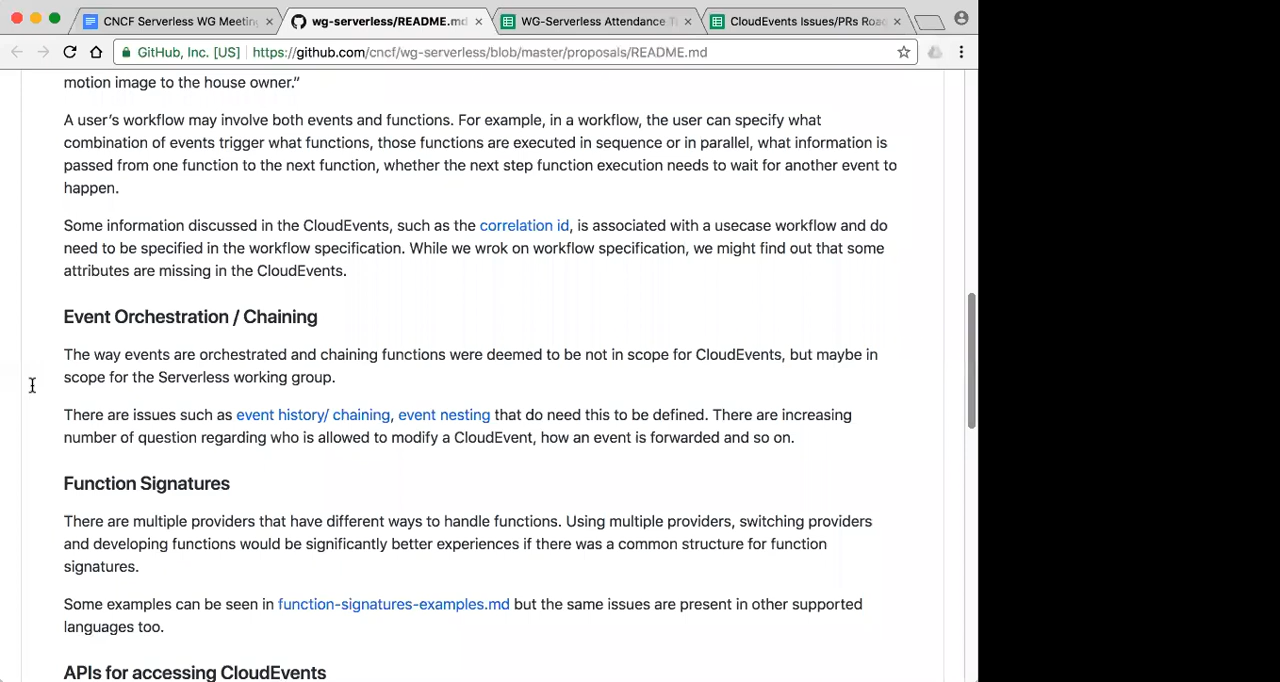 CNCF Serverless WG Meeting
wg-serverless/README.md
WG-Serverless Attendance T
CloudEvents Issues/PRs Roa
GitHub, Inc. [US]
https://github.com/cncf/wg-serverless/blob/master/proposals/README.md
motion image to the house owner.”
A user’s workflow may involve both events and functions. For example, in a workflow, the user can specify what
combination of events trigger what functions, those functions are executed in sequence or in parallel, what information is
passed from one function to the next function, whether the next step function execution needs to wait for another event to
happen.
Some information discussed in the CloudEvents, such as the correlation id, is associated with a usecase workflow and do
need to be specified in the workflow specification. While we wrok on workflow specification, we might find out that some
attributes are missing in the CloudEvents.
Event Orchestration / Chaining
The way events are orchestrated and chaining functions were deemed to be not in scope for CloudEvents, but maybe in
scope for the Serverless working group.
There are issues such as event history/ chaining, event nesting that do need this to be defined. There are increasing
number of question regarding who is allowed to modify a CloudEvent, how an event is forwarded and so on.
Function Signatures
There are multiple providers that have different ways to handle functions. Using multiple providers, switching providers
and developing functions would be significantly better experiences if there was a common structure for function
signatures.
Some examples can be seen in function-signatures-examples.md but the same issues are present in other supported
languages too.
APIs for accessing CloudEvents